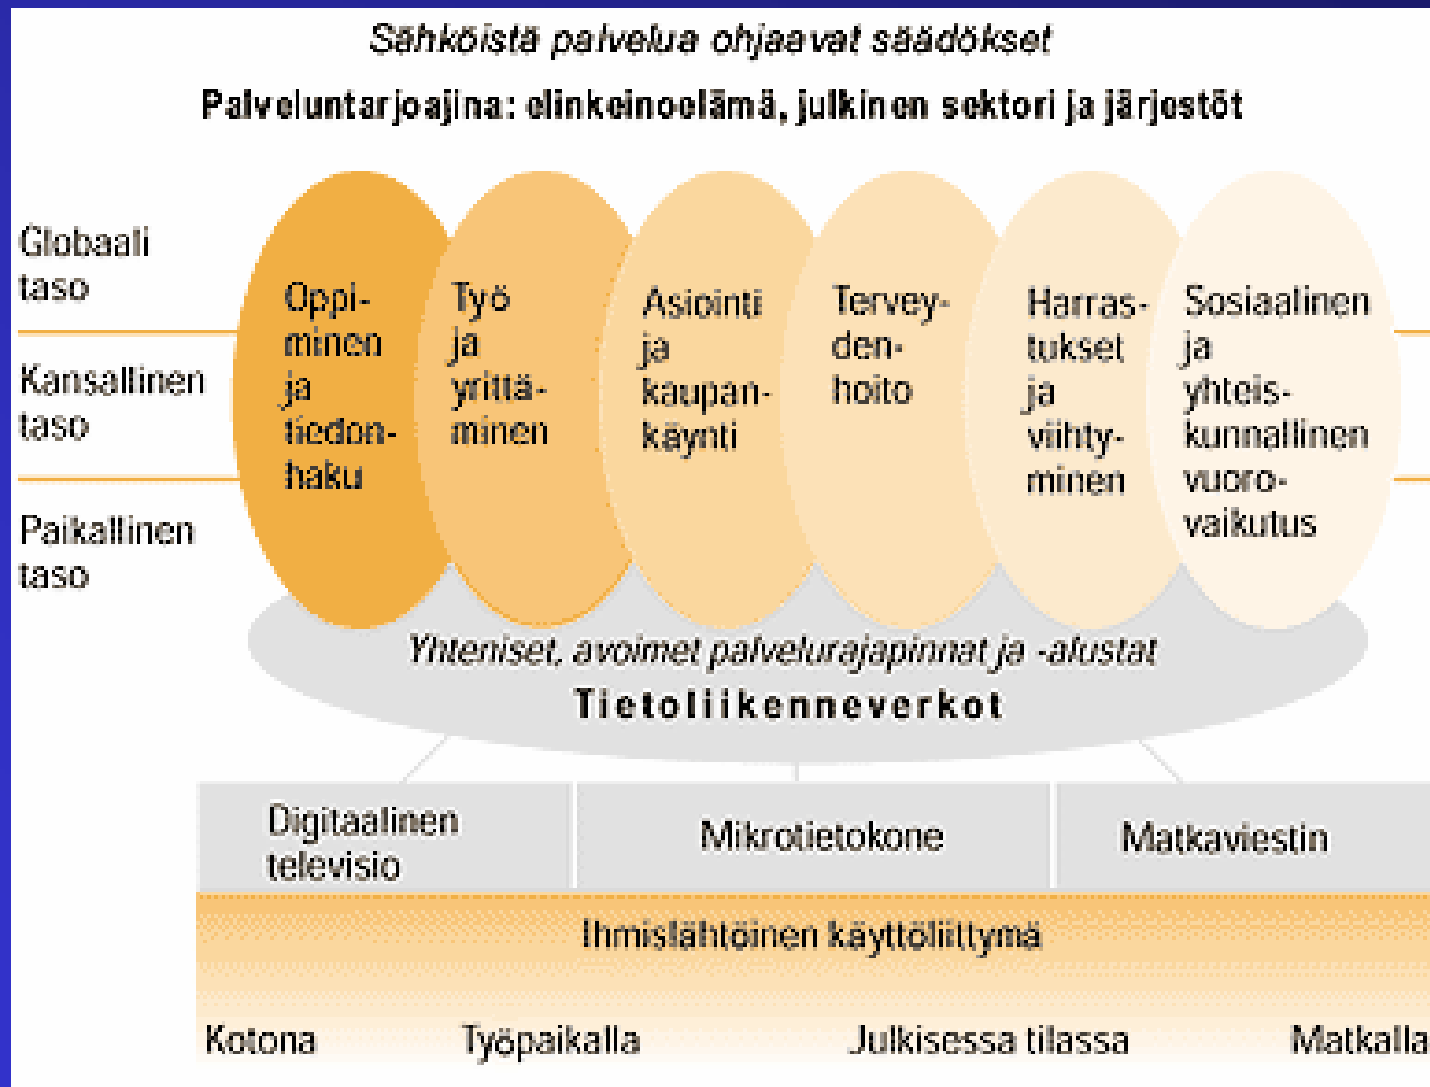 Sähköistä palvelua ohjaavat säädökset
Palveluntarjoajina: elinkeinoelämä, julkinen sektori ja järjestöt
Globaali
taso
Kansallinen
taso
Paikallinen
taso
Oppi-
minen
ja
tiedon-
haku
Työ
ja
yrittä-
minen
Asiointi
ja
kaupan-
käynti
Tervey-
den-
hoito
Harras-
tukset
ja
viihty-
minen
Sosiaalinen
ja
yhteis-
kunnallinen
vuoro-
vaikutus
Yhteniset, avoimet palvelurajapinnat ja -alustat
Tietoliikenneverkot
Digitaalinen
televisio
Mikrotietokone
Matkaviestin
Ihmislähtöinen käyttöliittymä
Kotona Työpaikalla Julkisessa tilassa Matkalla